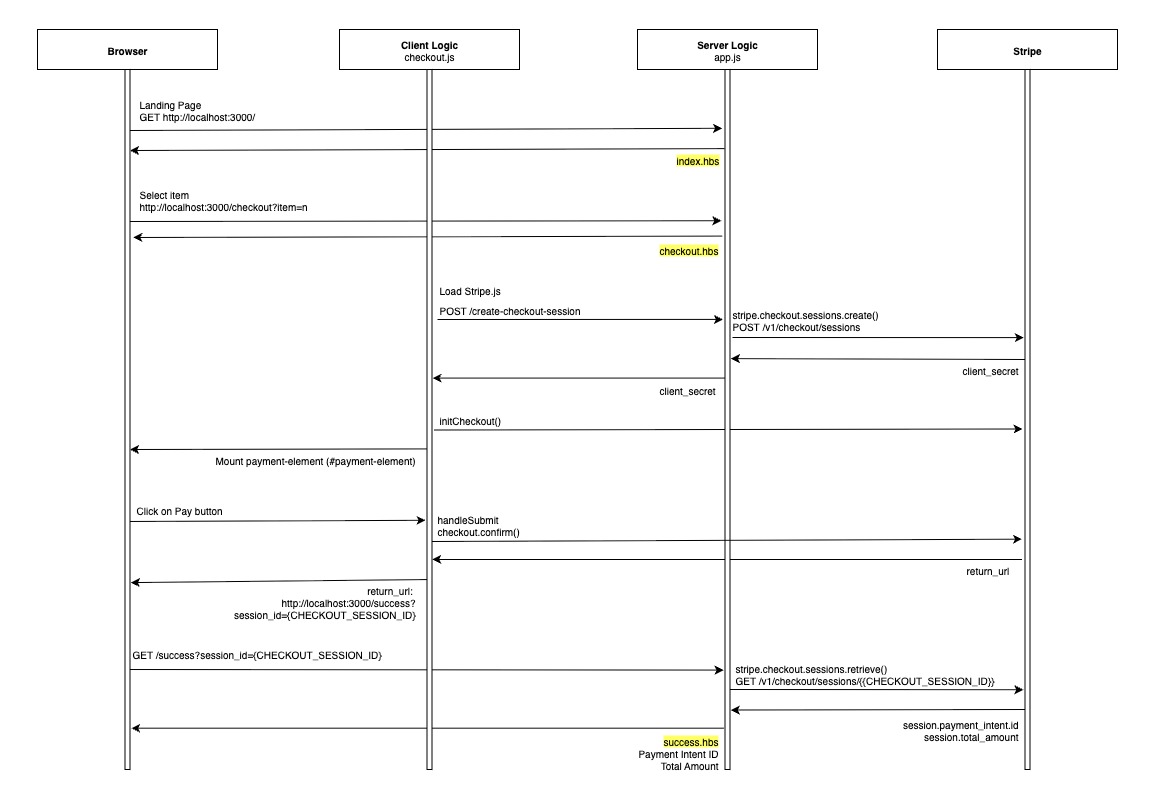 Browser
Client Logic
checkout.js
Server Logic
app.js
Stripe
Landing Page
GET http://localhost:3000/
index.hbs
Select item
http://localhost:3000/checkout?item=n
checkout.hbs
Load Stripe.js
POST /create-checkout-session
stripe.checkout.sessions.create()
POST /v1/checkout/sessions
client_secret
client_secret
initCheckout()
Mount payment-element (#payment-element)
Click on Pay button
handleSubmit
checkout.confirm()
return_url
return_url:
http://localhost:3000/success?
session_id={CHECKOUT_SESSION_ID}
GET /success?session_id={CHECKOUT_SESSION_ID}
stripe.checkout.sessions.retrieve()
GET /v1/checkout/sessions/{{CHECKOUT_SESSION_ID}}
session.payment_intent.id
session.total_amount
success.hbs
Payment Intent ID
Total Amount